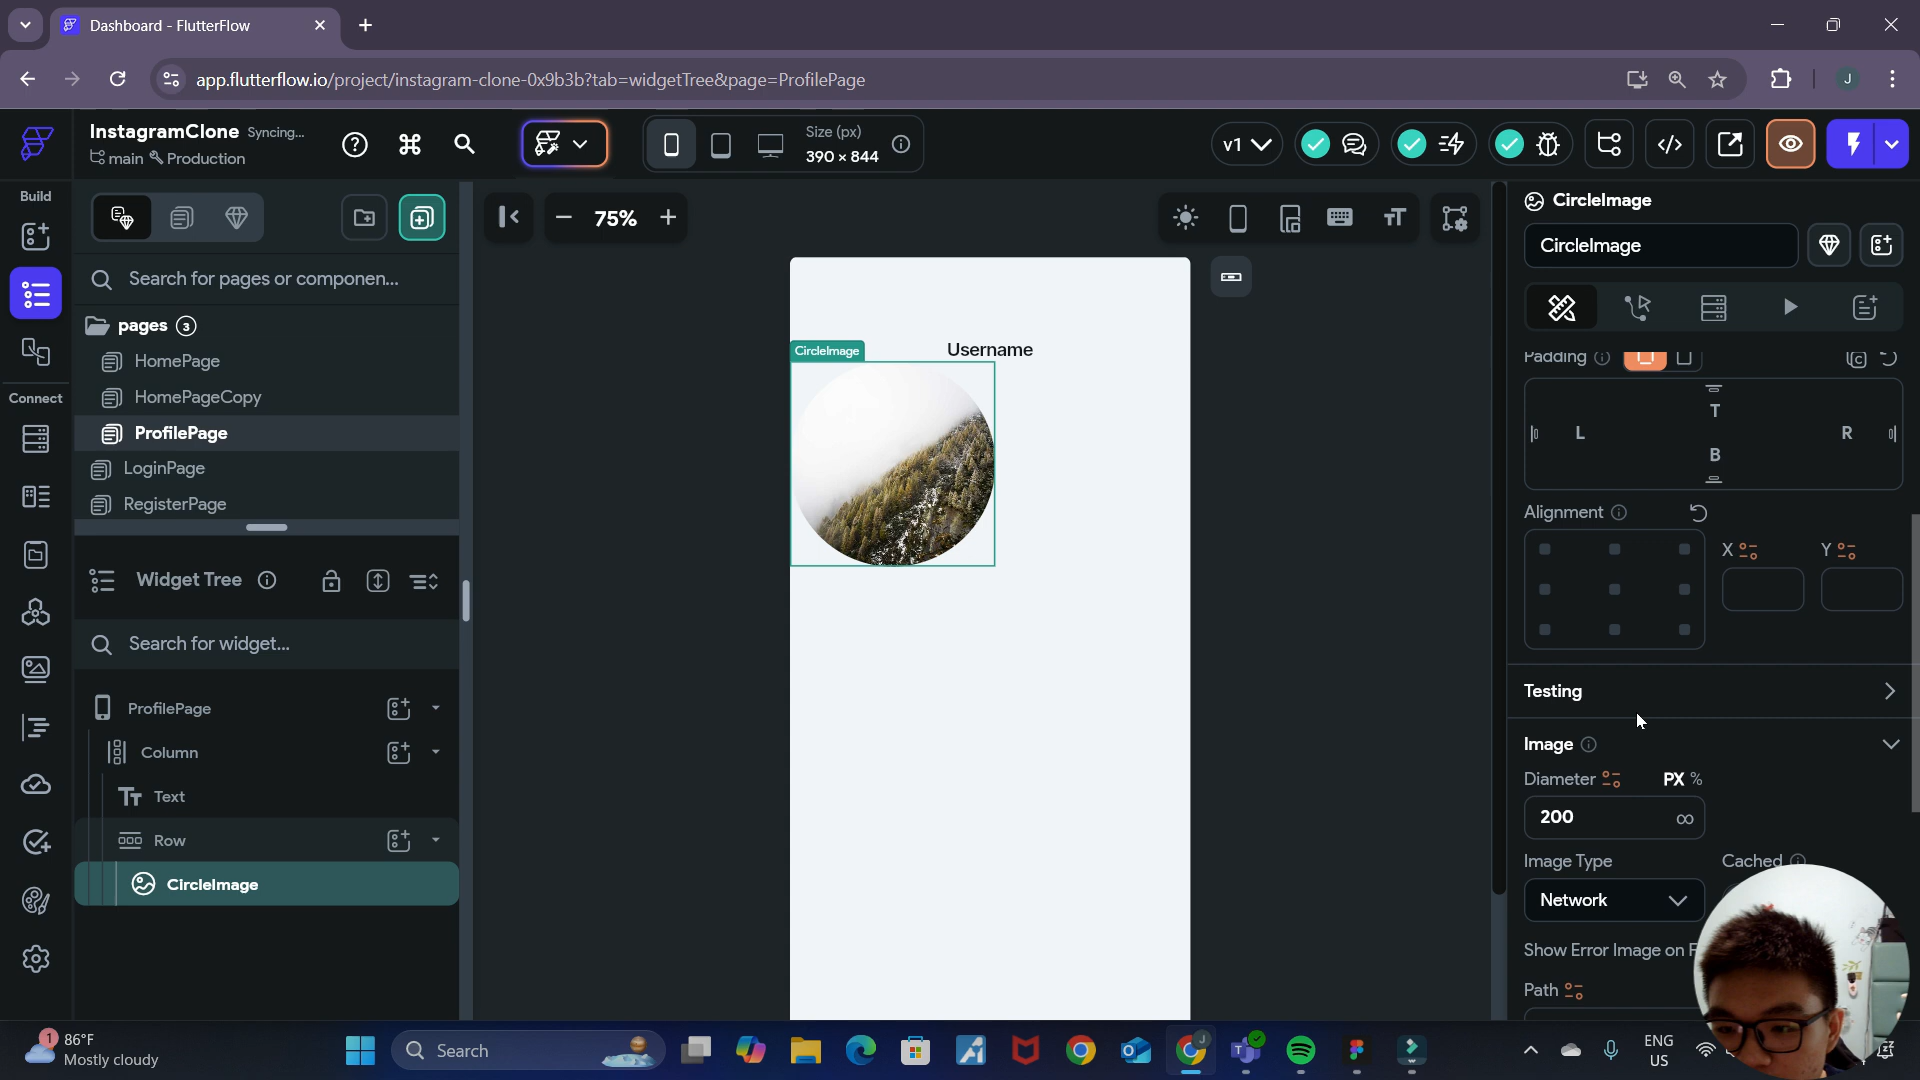 Dashboard - FlutterFlow
app.flutterflow.io/project/instagram-clone-0x9b3b?tab=widgetTree&page=ProfilePage
J
InstagramClone Syncing...
main Production
Size (px)
390 × 844
v1
Build
Connect
Search for pages or componen...
pages 3
HomePage
HomePageCopy
ProfilePage
LoginPage
RegisterPage
Widget Tree
Search for widget...
ProfilePage
Column
Text
Row
CircleImage
75%
CircleImage
Username
CircleImage
CircleImage
Padding
T
L
R
B
Alignment
X
Y
Testing
Image
Diameter
PX %
200
Image Type
Cached
Network
Show Error Image on F
Path
1
86°F
Mostly cloudy
Search
ENG
US